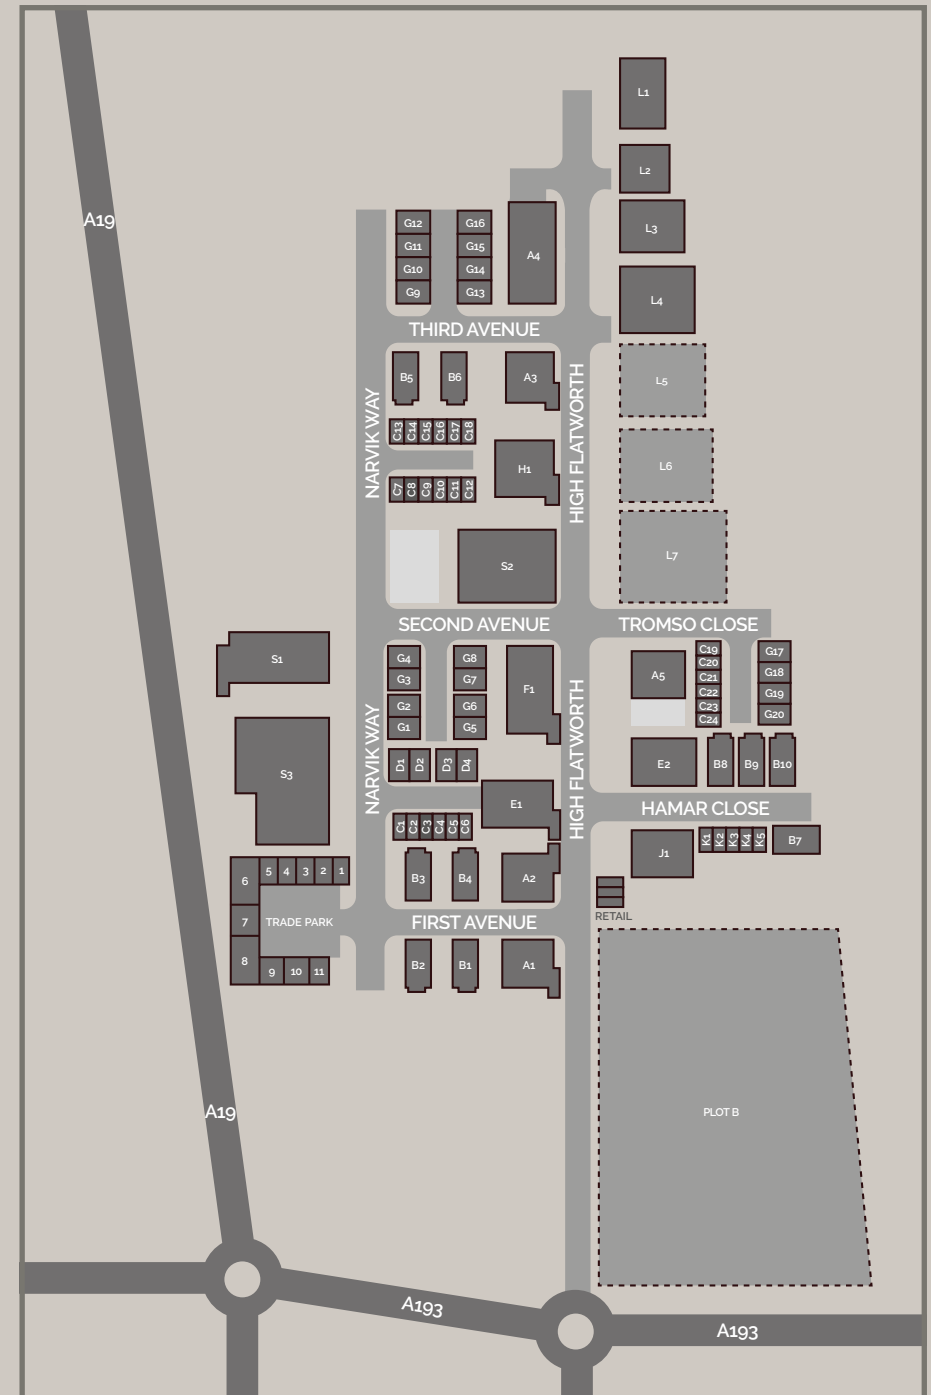 L1
L2
A19
G12
G16
L3
G11
G15
A4
G10
G14
G9
G13
L4
THIRD AVENUE
B5
B6
A3
L5
NARVIK WAY
HIGH FLATWORTH
C13
C14
C15
C16
C17
C18
H1
L6
C7
C8
C9
C10
C11
C12
S2
L7
SECOND AVENUE
TROMSO CLOSE
S1
G4
G8
C19
G17
G3
G7
F1
A5
C20
G18
C21
G2
G6
C22
G19
G1
G5
C23
G20
C24
NARVIK WAY
HIGH FLATWORTH
S3
D1
D2
D3
D4
E2
B8
B9
B10
E1
HAMAR CLOSE
C1
C2
C3
C4
C5
C6
K1
K2
K3
K4
K5
B7
J1
5
4
3
2
1
6
B3
B4
A2
RETAIL
7
TRADE PARK
FIRST AVENUE
8
9
10
11
B2
B1
A1
A19
PLOT B
A193
A193